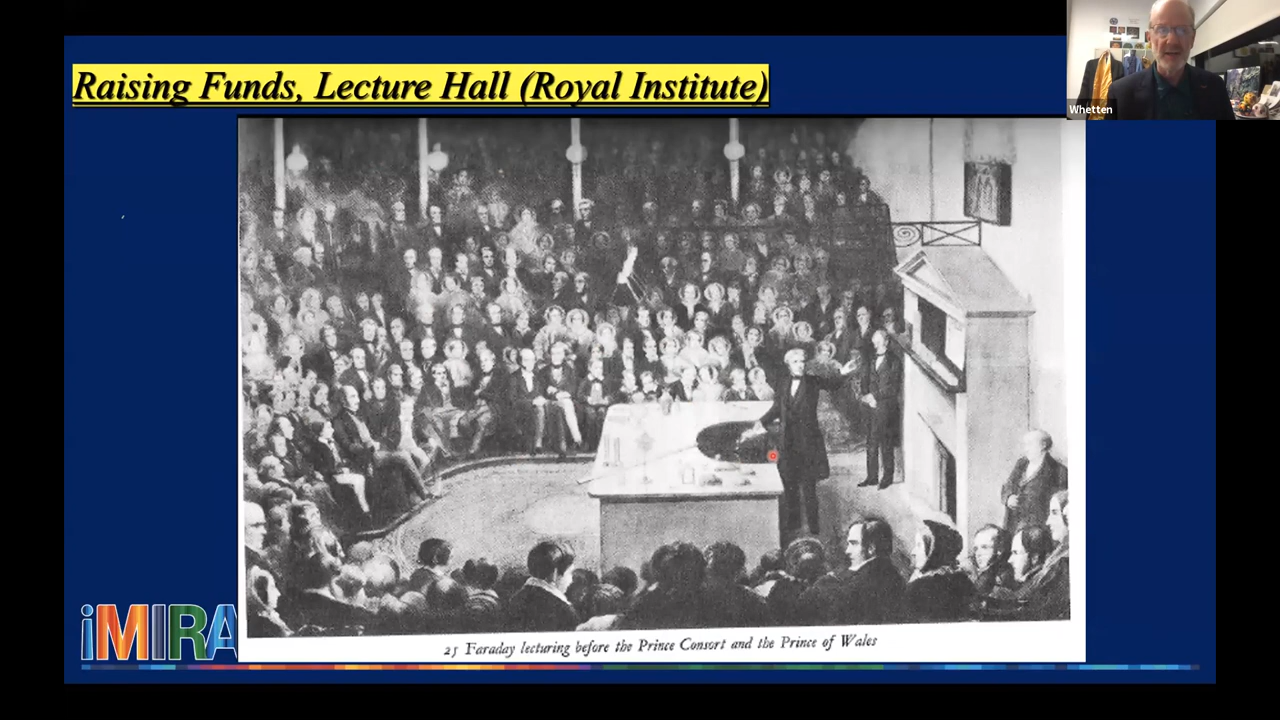 Raising Funds, Lecture Hall (Royal Institute)
Whetten
iMIRA
25 Faraday lecturing before the Prince Consort and the Prince of Wales